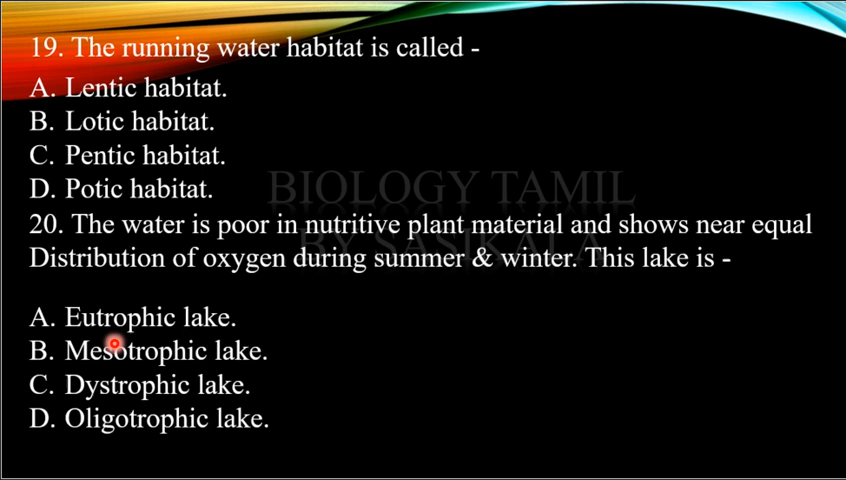 19. The running water habitat is called -
A. Lentic habitat.
B. Lotic habitat.
C. Pentic habitat.
D. Potic habitat.
BIOLOGY TAMIL
20. The water is poor in nutritive plant material and shows near equal
BY SASIKALA
Distribution of oxygen during summer & winter. This lake is -
A. Eutrophic lake.
B. Mesotrophic lake.
C. Dystrophic lake.
D. Oligotrophic lake.